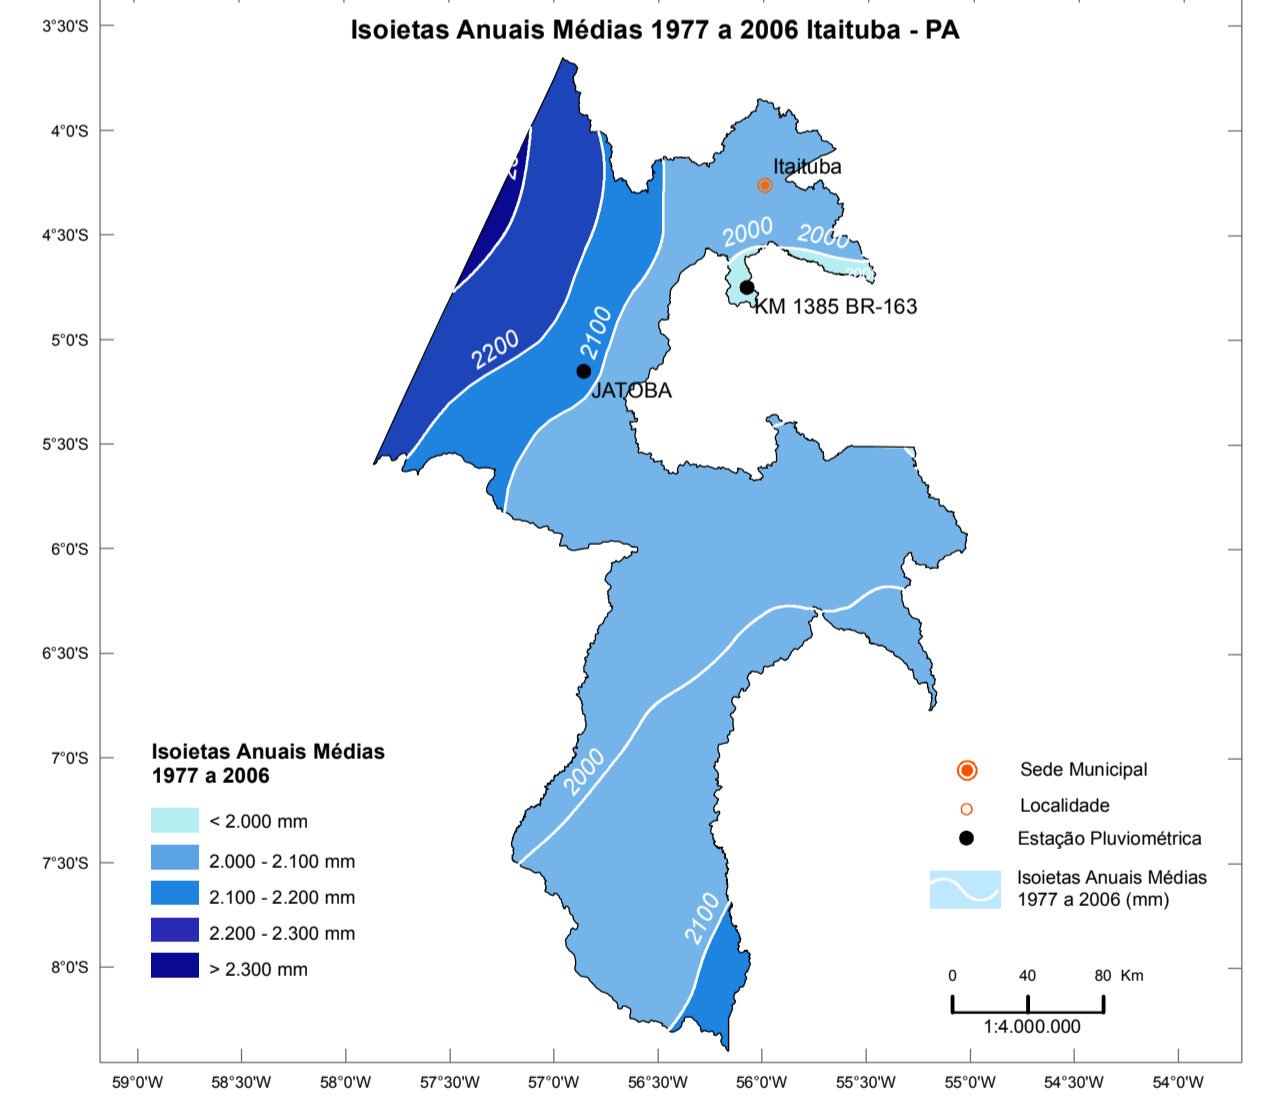 Isoietas Anuais Médias 1977 a 2006 Itaituba - PA
3°30'S
4°0'S
4°30'S
5°0'S
5°30'S
6°0'S
6°30'S
7°0'S
7°30'S
8°0'S
Itaituba
2000
2000
KM 1385 BR-163
2200
2100
JATOBA
2000
2100
Isoietas Anuais Médias
1977 a 2006
< 2.000 mm
2.000 - 2.100 mm
2.100 - 2.200 mm
2.200 - 2.300 mm
> 2.300 mm
Sede Municipal
Localidade
Estação Pluviométrica
Isoietas Anuais Médias
1977 a 2006 (mm)
0 40 80 Km
1:4.000.000
59°0'W 58°30'W 58°0'W 57°30'W 57°0'W 56°30'W 56°0'W 55°30'W 55°0'W 54°30'W 54°0'W